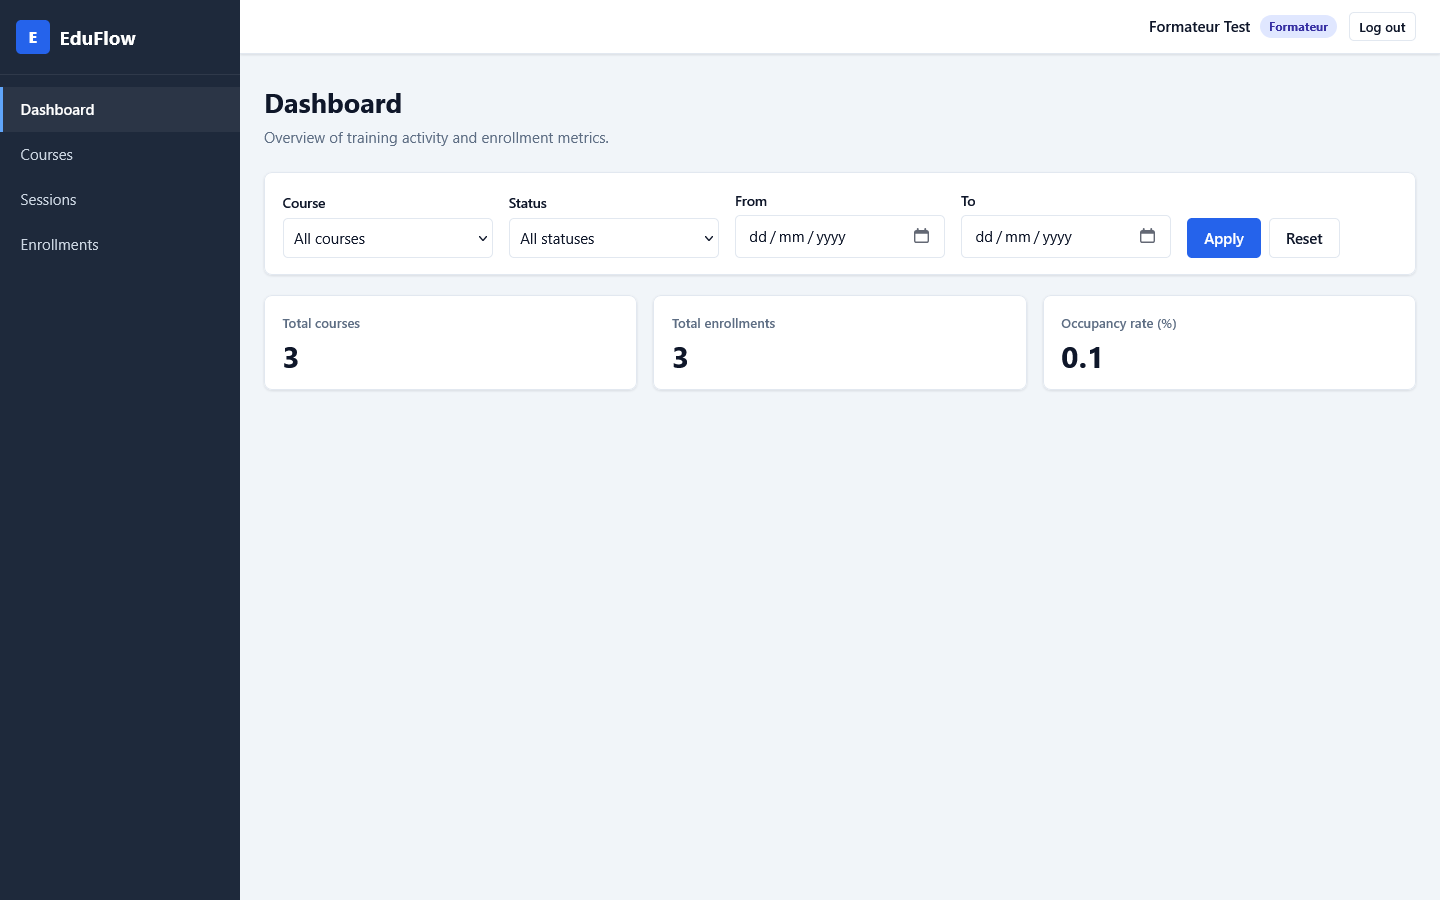 E EduFlow
Formateur Test Formateur Log out
Dashboard
Courses
Sessions
Enrollments
Dashboard
Overview of training activity and enrollment metrics.
Course Status From To
All courses All statuses dd/mm/yyyy dd/mm/yyyy Apply Reset
Total courses Total enrollments Occupancy rate (%)
3 3 0.1